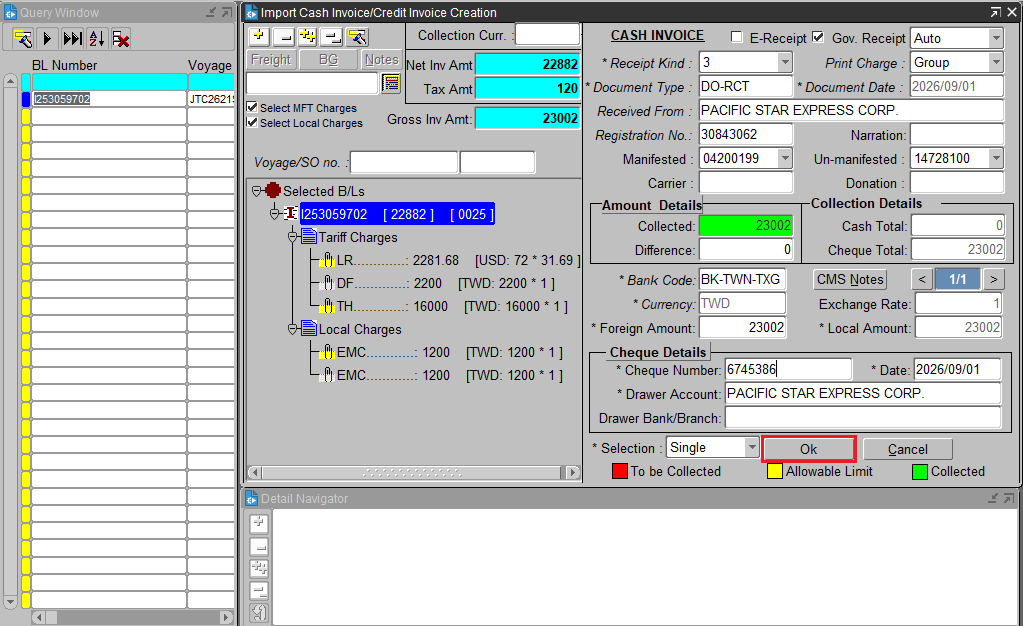 Query Window
BL Number Voyage
I253059702 JTC2621S
Import Cash Invoice/Credit Invoice Creation
Collection Curr. :
Freight BG Notes
Net Inv Amt 22882
Tax Amt 120
Select MFT Charges
Select Local Charges
Gross Inv Amt: 23002
Voyage/SO no. :
Selected B/Ls
I253059702 [ 22882 ] [ 0025 ]
Tariff Charges
LR.............: 2281.68 [USD: 72 * 31.69 ]
DF.............: 2200 [TWD: 2200 * 1 ]
TH.............: 16000 [TWD: 16000 * 1 ]
Local Charges
EMC............: 1200 [TWD: 1200 * 1 ]
EMC............: 1200 [TWD: 1200 * 1 ]
CASH INVOICE E-Receipt Gov. Receipt Auto
* Receipt Kind : 3 Print Charge : Group
* Document Type : DO-RCT * Document Date : 2026/09/01
Received From : PACIFIC STAR EXPRESS CORP.
Registration No.: 30843062 Narration:
Manifested : 04200199 Un-manifested : 14728100
Carrier : Donation :
Amount Details Collection Details
Collected: 23002 Cash Total: 0
Difference: 0 Cheque Total: 23002
* Bank Code: BK-TWN-TXG CMS Notes < 1/1 >
* Currency: TWD Exchange Rate: 1
* Foreign Amount: 23002 * Local Amount: 23002
Cheque Details
* Cheque Number: 6745386 * Date: 2026/09/01
* Drawer Account: PACIFIC STAR EXPRESS CORP.
Drawer Bank/Branch:
* Selection : Single Ok Cancel
To be Collected Allowable Limit Collected
Detail Navigator